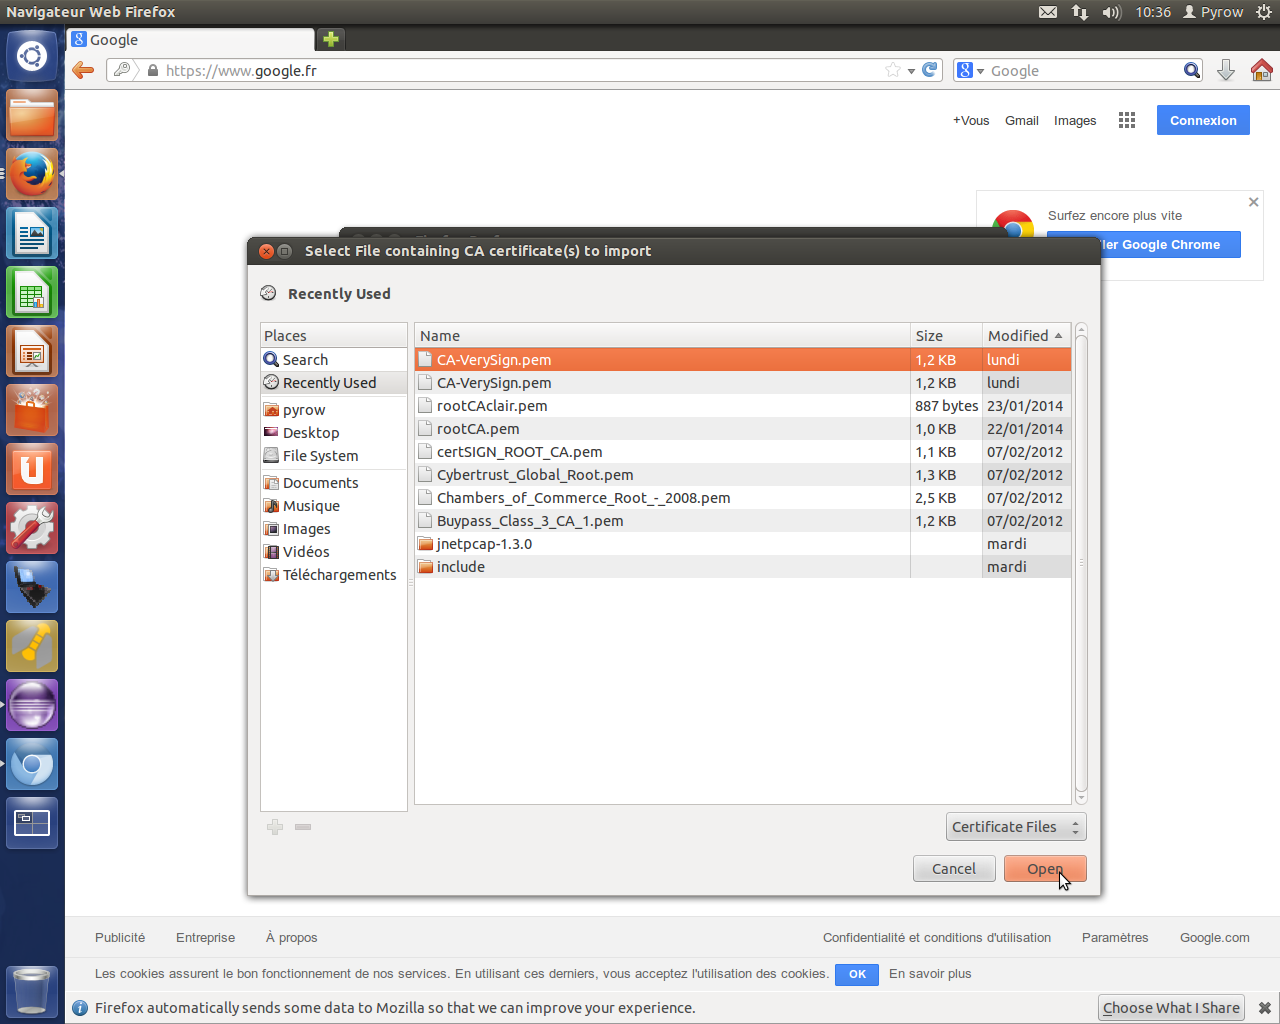 Navigateur Web Firefox
10:36 Pyrow
Google
https://www.google.fr
Google
+Vous Gmail Images Connexion
Surfez encore plus vite
ler Google Chrome
Select File containing CA certificate(s) to import
Recently Used
Places
Search
Recently Used
pyrow
Desktop
File System
Documents
Musique
Images
Vidéos
Téléchargements
Name Size Modified
CA-VerySign.pem 1,2 KB lundi
CA-VerySign.pem 1,2 KB lundi
rootCAclair.pem 887 bytes 23/01/2014
rootCA.pem 1,0 KB 22/01/2014
certSIGN_ROOT_CA.pem 1,1 KB 07/02/2012
Cybertrust_Global_Root.pem 1,3 KB 07/02/2012
Chambers_of_Commerce_Root_-_2008.pem 2,5 KB 07/02/2012
Buypass_Class_3_CA_1.pem 1,2 KB 07/02/2012
jnetpcap-1.3.0 mardi
include mardi
Certificate Files
Cancel Open
Publicité Entreprise À propos Confidentialité et conditions d'utilisation Paramètres Google.com
Les cookies assurent le bon fonctionnement de nos services. En utilisant ces derniers, vous acceptez l'utilisation des cookies. OK En savoir plus
Firefox automatically sends some data to Mozilla so that we can improve your experience. Choose What I Share